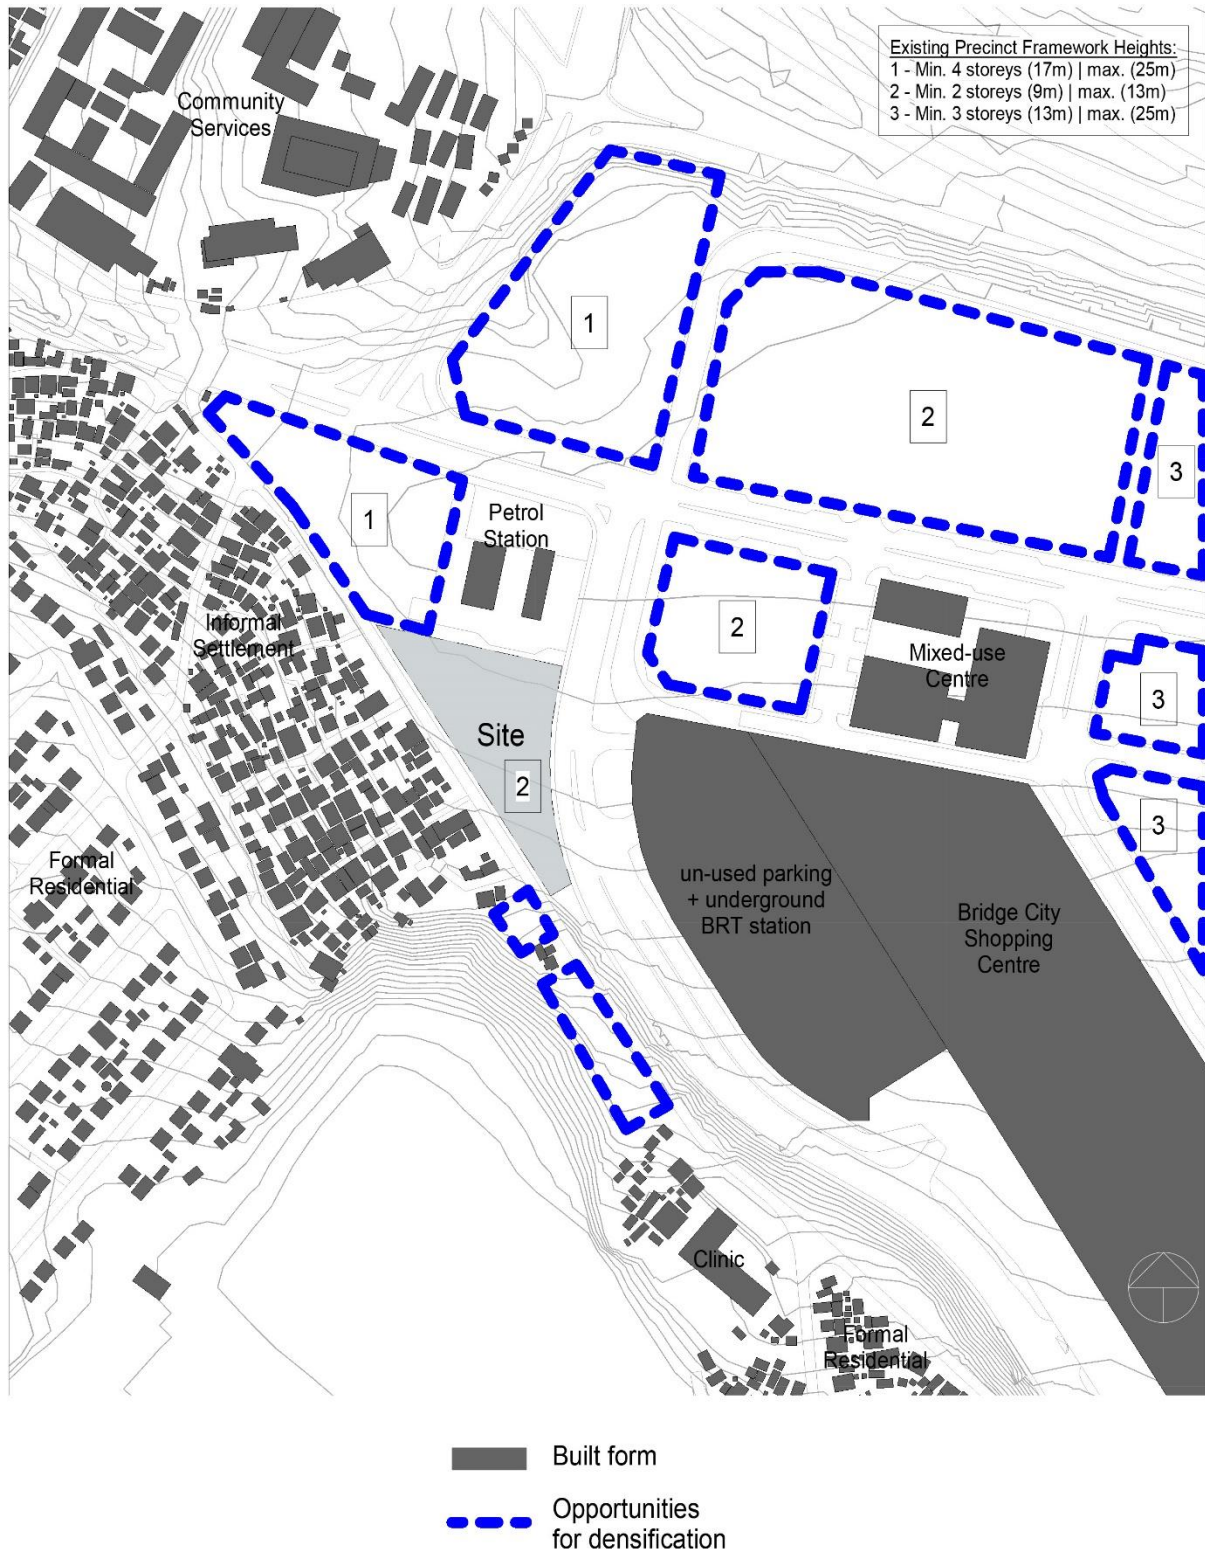 Existing Precinct Framework Heights:
1 - Min. 4 storeys (17m) | max. (25m)
2 - Min. 2 storeys (9m) | max. (13m)
3 - Min. 3 storeys (13m) | max. (25m)
Community
Services
1
2
3
1
Petrol
Station
2
Informal
Settlement
Mixed-use
Centre
3
Site
2
3
Formal
Residential
un-used parking
+ underground
BRT station
Bridge City
Shopping
Centre
Clinic
Formal
Residential
Built form
Opportunities
for densification